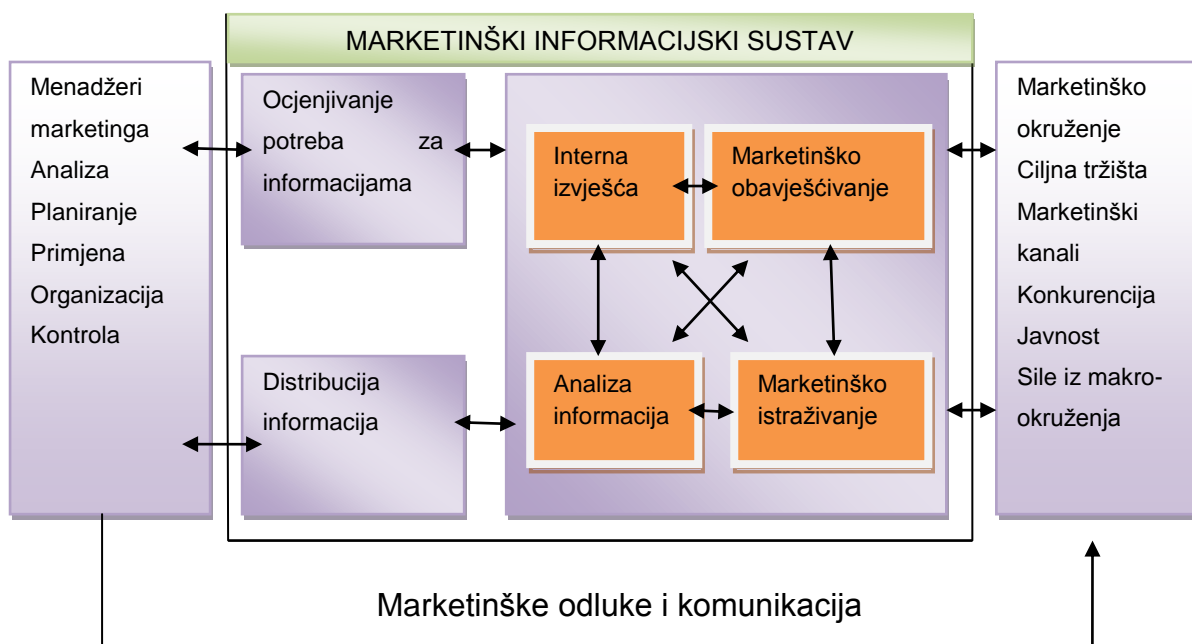 MARKETINŠKI INFORMACIJSKI SUSTAV
Menadžeri
marketinga
Analiza
Planiranje
Primjena
Organizacija
Kontrola
Ocjenjivanje
potreba za
informacijama
Distribucija
informacija
Interna
izvješća
Marketinško
obavješćivanje
Analiza
informacija
Marketinško
istraživanje
Marketinško
okruženje
Ciljna tržišta
Marketinški
kanali
Konkurencija
Javnost
Sile iz makro-
okruženja
Marketinške odluke i komunikacija